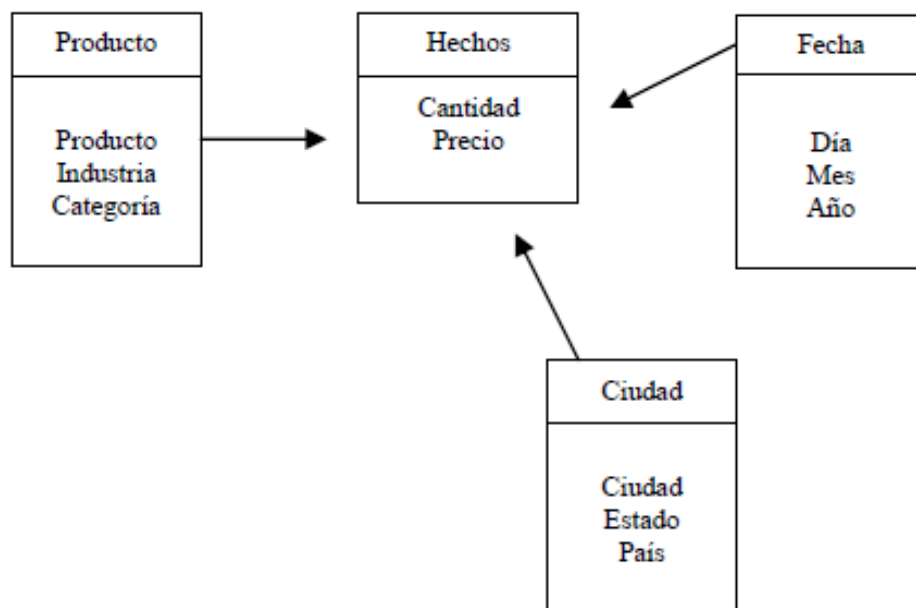 Producto
Producto
Industria
Categoría
Hechos
Cantidad
Precio
Fecha
Día
Mes
Año
Ciudad
Ciudad
Estado
País